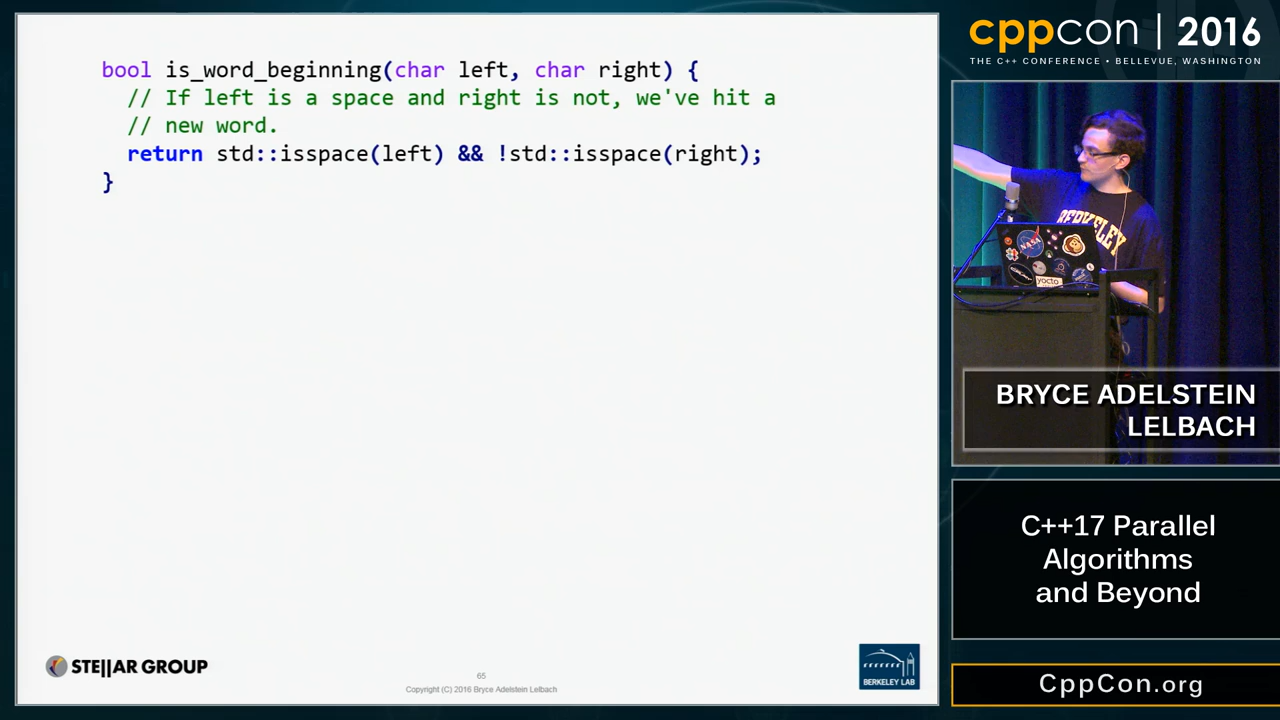 bool is_word_beginning(char left, char right) {
// If left is a space and right is not, we've hit a
// new word.
return std::isspace(left) && !std::isspace(right);
}
STE||AR GROUP
65
Copyright (C) 2016 Bryce Adelstein Lelbach
BERKELEY LAB
cppcon | 2016
THE C++ CONFERENCE • BELLEVUE, WASHINGTON
BERKELEY
NASA
yocto
BRYCE ADELSTEIN
LELBACH
C++17 Parallel
Algorithms
and Beyond
CppCon.org